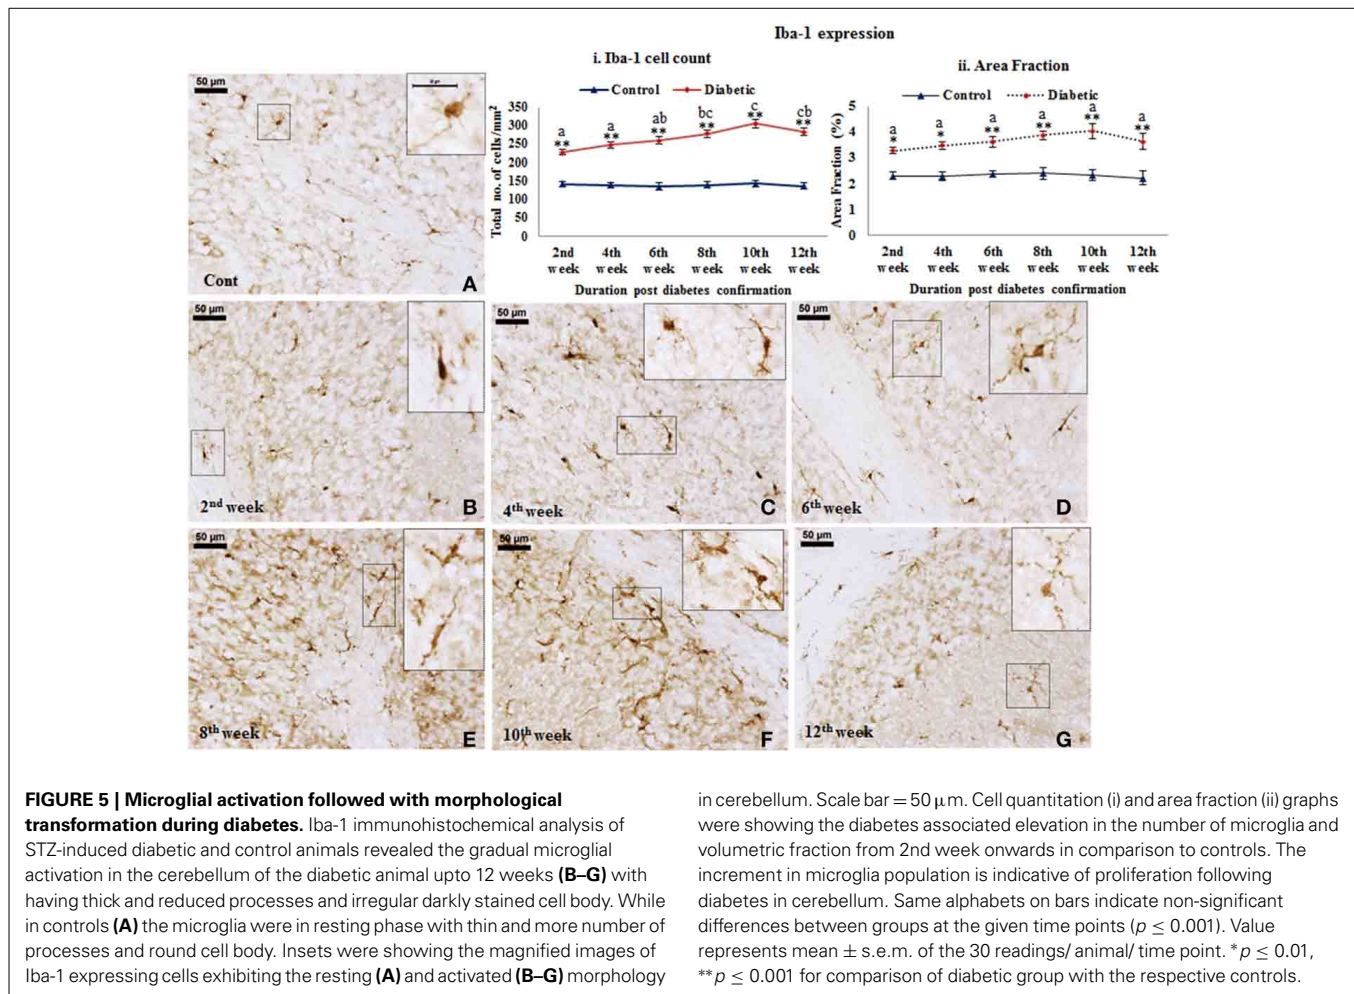 Iba-1 expression
i. Iba-1 cell count
Control Diabetic
Total no. of cells/mm²
350
300
250
200
150
100
50
0
a a ab bc c cb
** ** ** ** ** **
2nd week 4th week 6th week 8th week 10th week 12th week
Duration post diabetes confirmation
ii. Area Fraction
Control Diabetic
Area Fraction (%)
5
4
3
2
1
0
a a a a a a
* * ** ** ** **
2nd week 4th week 6th week 8th week 10th week 12th week
Duration post diabetes confirmation
50 µm
Cont
A
50 µm
2nd week
B
50 µm
4th week
C
50 µm
6th week
D
50 µm
8th week
E
50 µm
10th week
F
50 µm
12th week
G
FIGURE 5 | Microglial activation followed with morphological
transformation during diabetes. Iba-1 immunohistochemical analysis of
STZ-induced diabetic and control animals revealed the gradual microglial
activation in the cerebellum of the diabetic animal upto 12 weeks (B–G) with
having thick and reduced processes and irregular darkly stained cell body. While
in controls (A) the microglia were in resting phase with thin and more number of
processes and round cell body. Insets were showing the magnified images of
Iba-1 expressing cells exhibiting the resting (A) and activated (B–G) morphology
in cerebellum. Scale bar = 50 µm. Cell quantitation (i) and area fraction (ii) graphs
were showing the diabetes associated elevation in the number of microglia and
volumetric fraction from 2nd week onwards in comparison to controls. The
increment in microglia population is indicative of proliferation following
diabetes in cerebellum. Same alphabets on bars indicate non-significant
differences between groups at the given time points (p ≤ 0.001). Value
represents mean ± s.e.m. of the 30 readings/ animal/ time point. *p ≤ 0.01,
**p ≤ 0.001 for comparison of diabetic group with the respective controls.